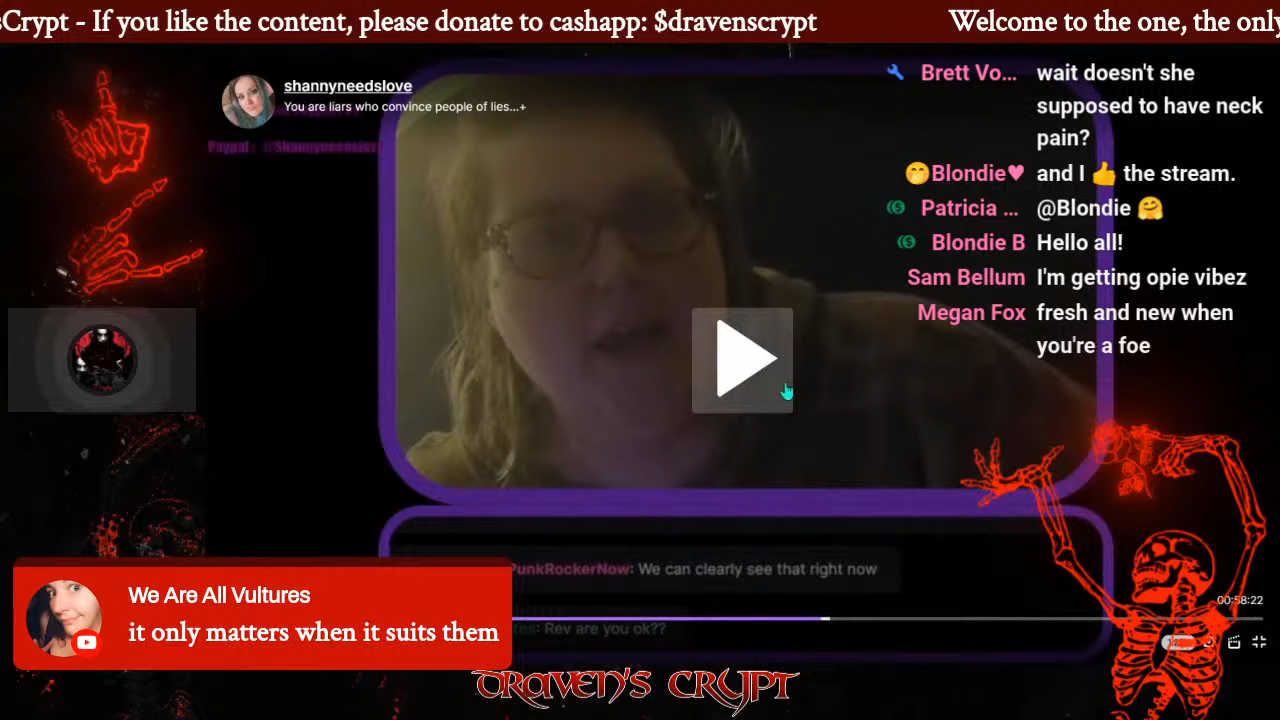 sCrypt - If you like the content, please donate to cashapp: $dravenscrypt
Welcome to the one, the only
shannyneedslove
You are liars who convince people of lies...+
Paypal : @Shannyneedslove
Brett Vo... wait doesn't she
supposed to have neck
pain?
🤭Blondie♥ and I 👍 the stream.
Patricia ... @Blondie 🤗
Blondie B Hello all!
Sam Bellum I'm getting opie vibez
Megan Fox fresh and new when
you're a foe
PunkRockerNow: We can clearly see that right now
00:58:22
We Are All Vultures
it only matters when it suits them
Rev are you ok??
DRAVEN'S CRYPT